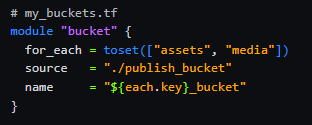 # my_buckets.tf
module "bucket" {
  for_each = toset(["assets", "media"])
  source   = "./publish_bucket"
  name     = "${each.key}_bucket"
}